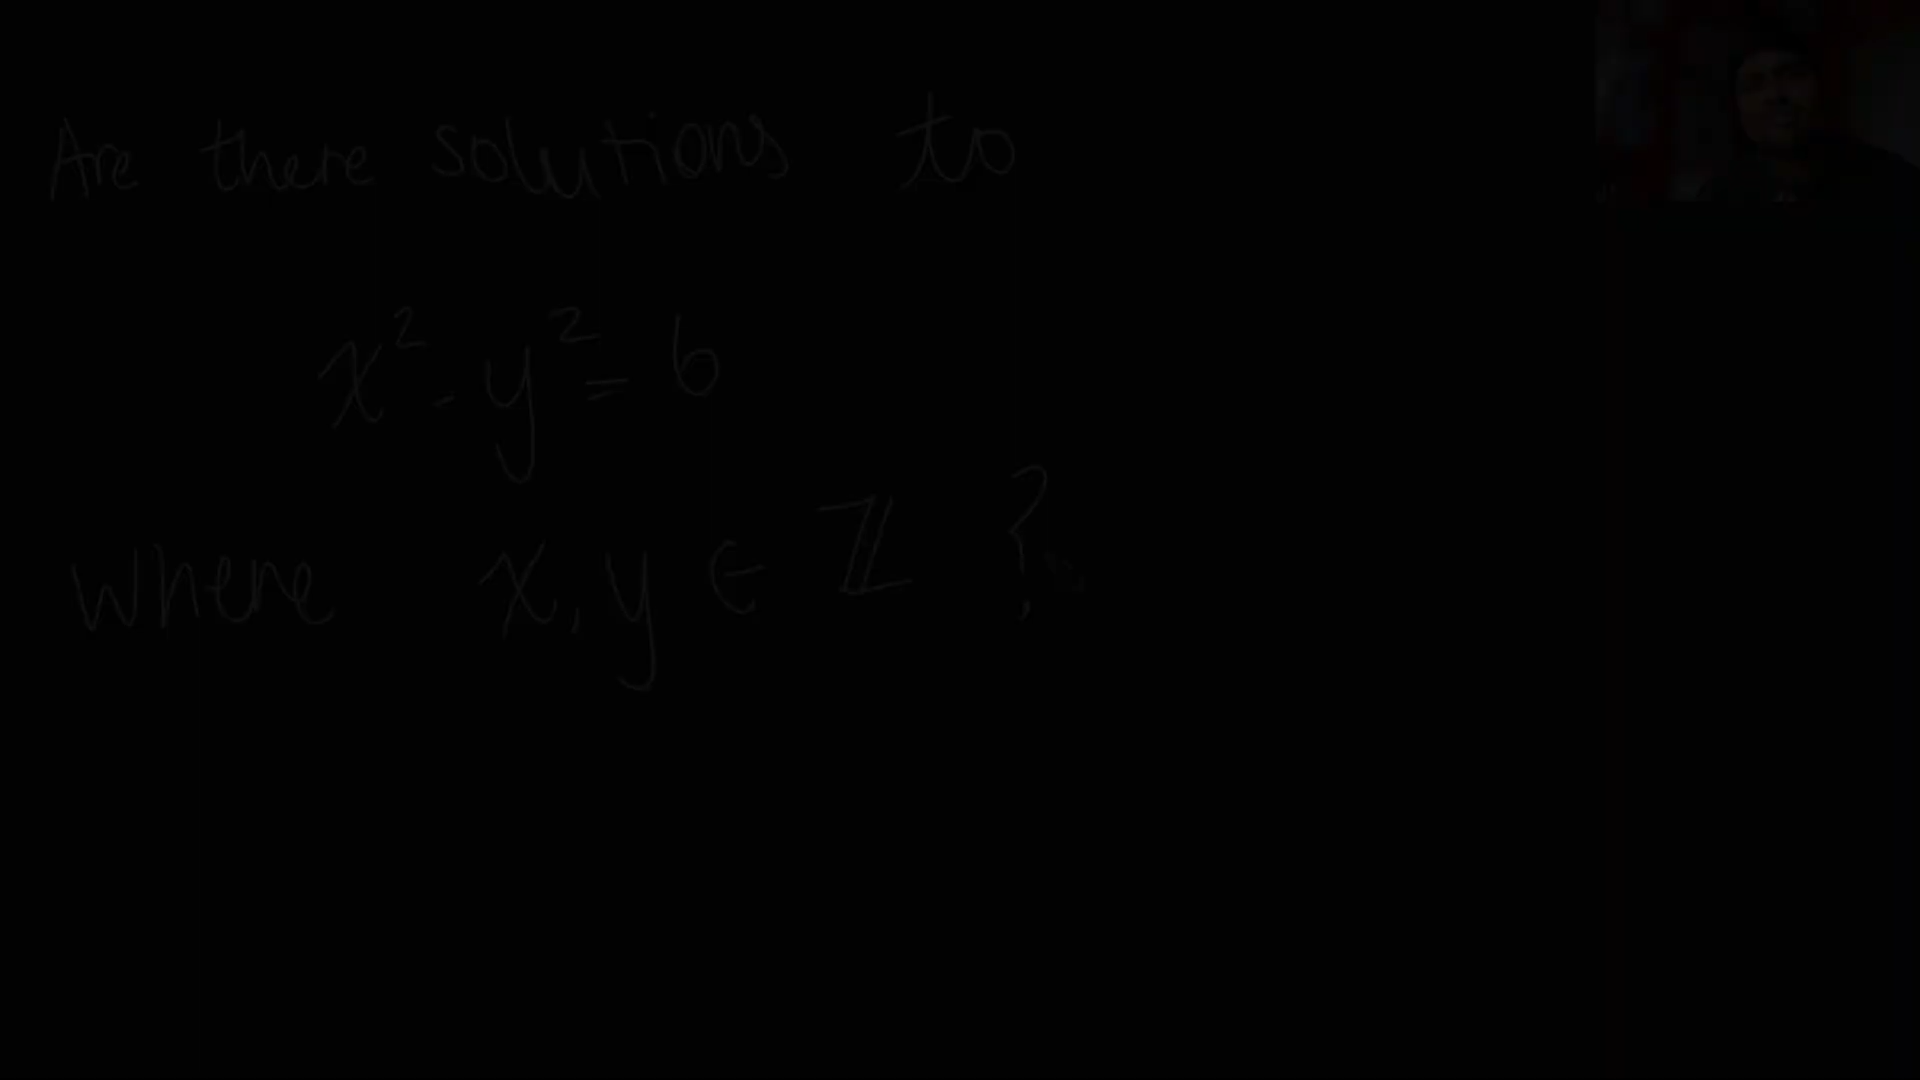 Are there solutions to
x² - y² = 6
where x, y ∈ ℤ ?